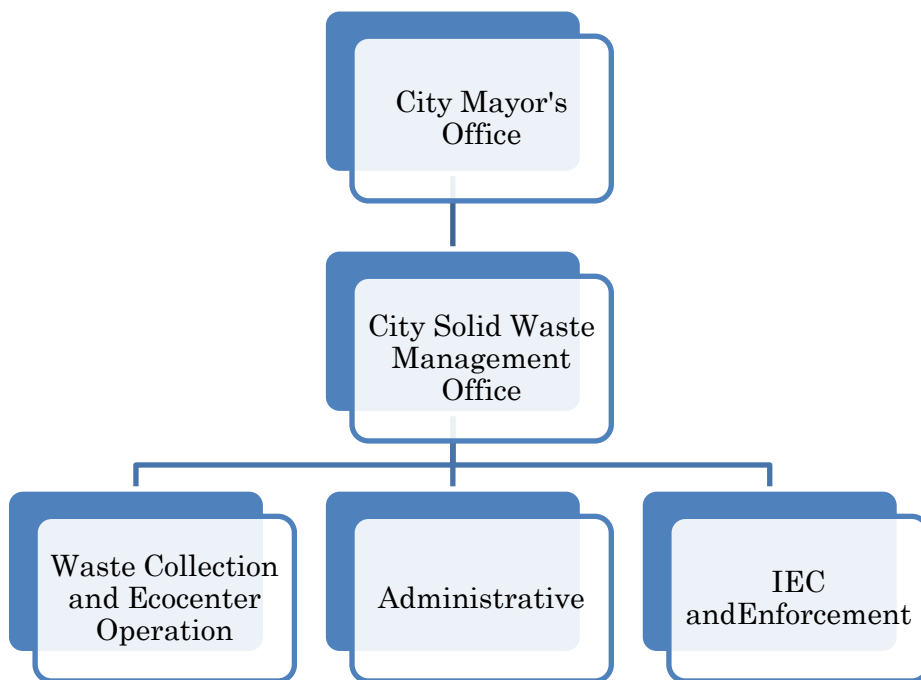 City Mayor's
Office
City Solid Waste
Management
Office
Waste Collection
and Ecocenter
Operation
Administrative
IEC
andEnforcement